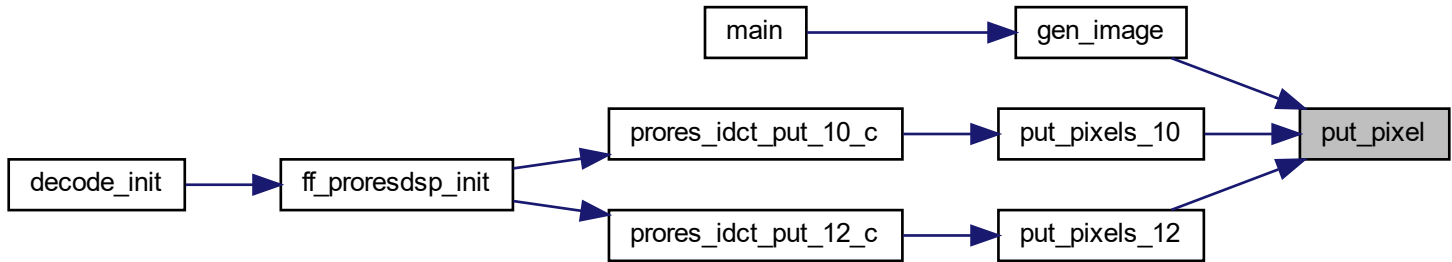 main
gen_image
prores_idct_put_10_c
put_pixels_10
put_pixel
decode_init
ff_proresdsp_init
prores_idct_put_12_c
put_pixels_12